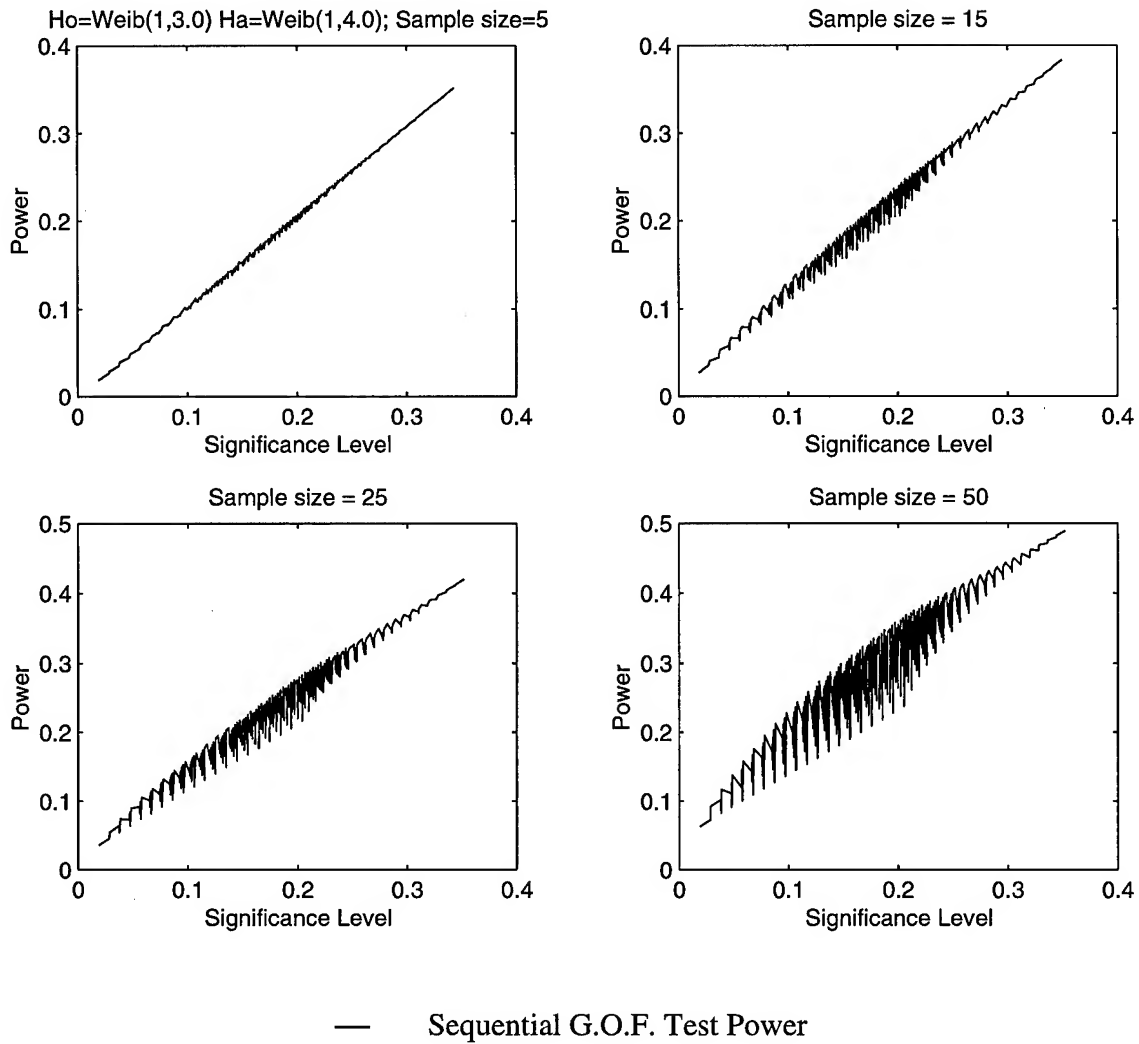 Ho=Weib(1,3.0) Ha=Weib(1,4.0); Sample size=5
0.4
0.3
0.2
0.1
0
Power
0 0.1 0.2 0.3 0.4
Significance Level
Sample size = 15
0.4
0.3
0.2
0.1
0
Power
0 0.1 0.2 0.3 0.4
Significance Level
Sample size = 25
0.5
0.4
0.3
0.2
0.1
0
Power
0 0.1 0.2 0.3 0.4
Significance Level
Sample size = 50
0.5
0.4
0.3
0.2
0.1
0
Power
0 0.1 0.2 0.3 0.4
Significance Level
Sequential G.O.F. Test Power